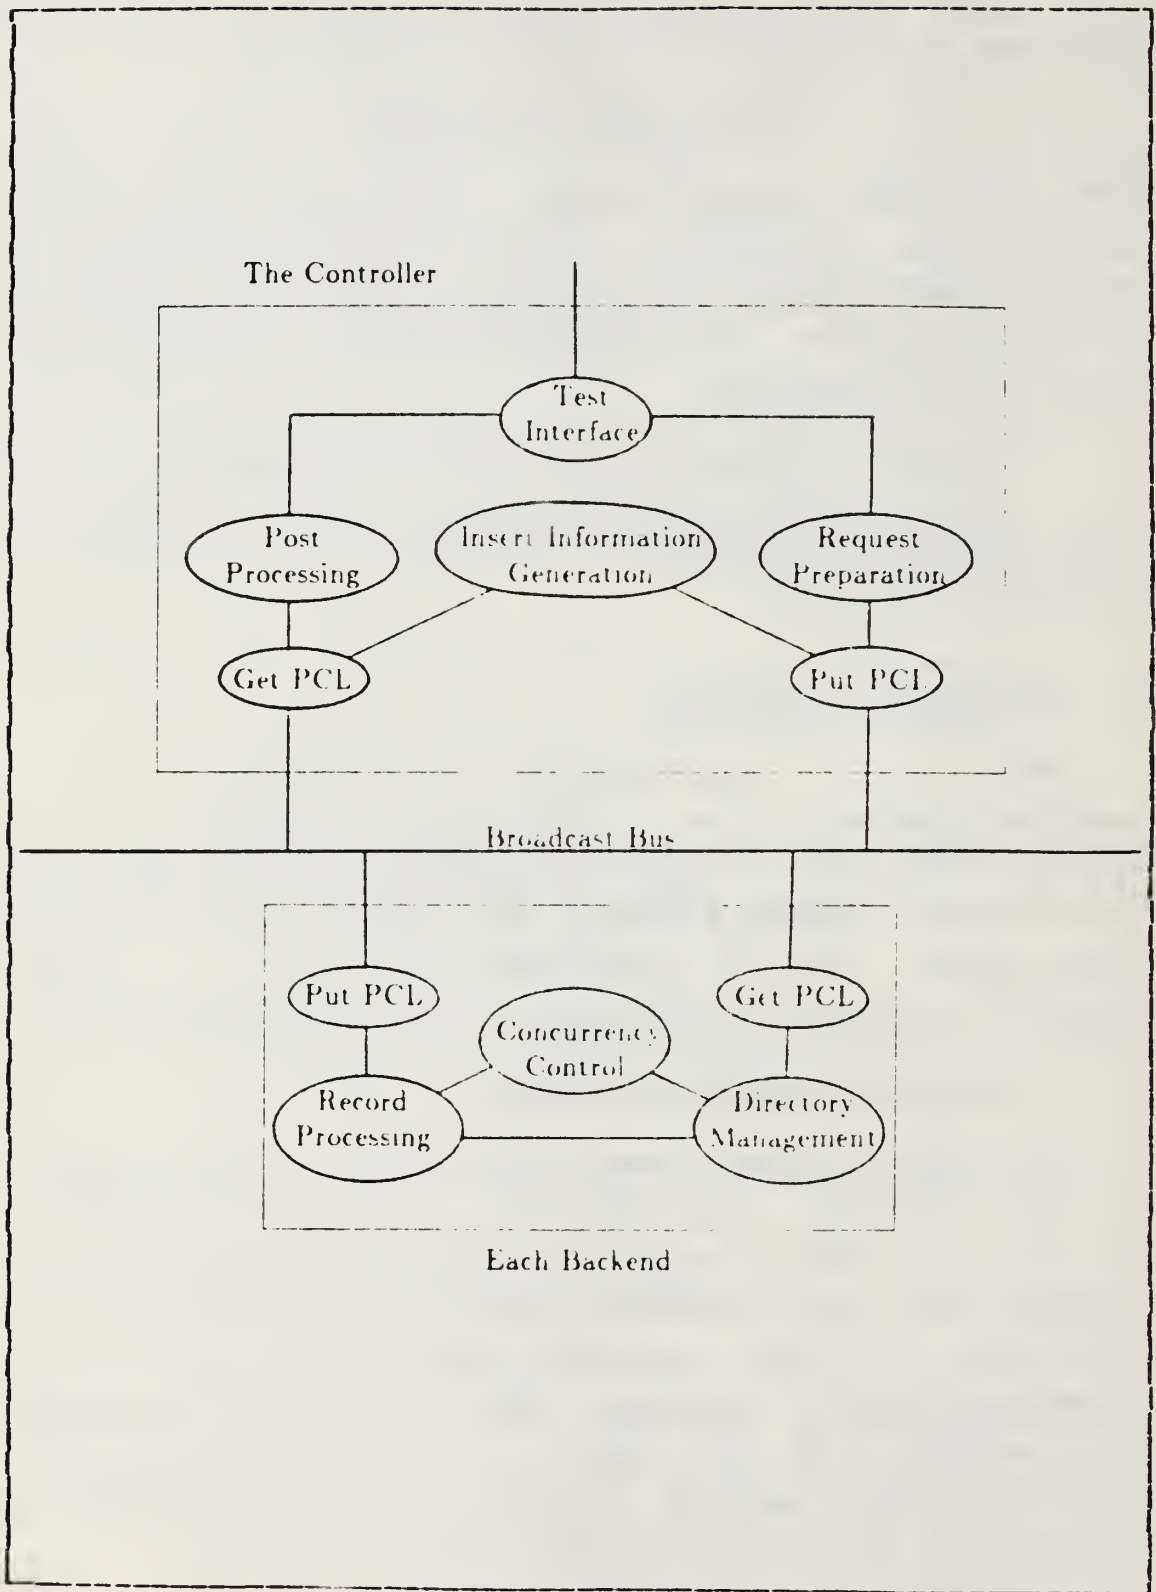 The Controller
Test
Interface
Post
Processing
Insert Information
Generation
Request
Preparation
Get PCL
Put PCL
Broadcast Bus
Put PCL
Get PCL
Concurrency
Control
Record
Processing
Directory
Management
Each Backend